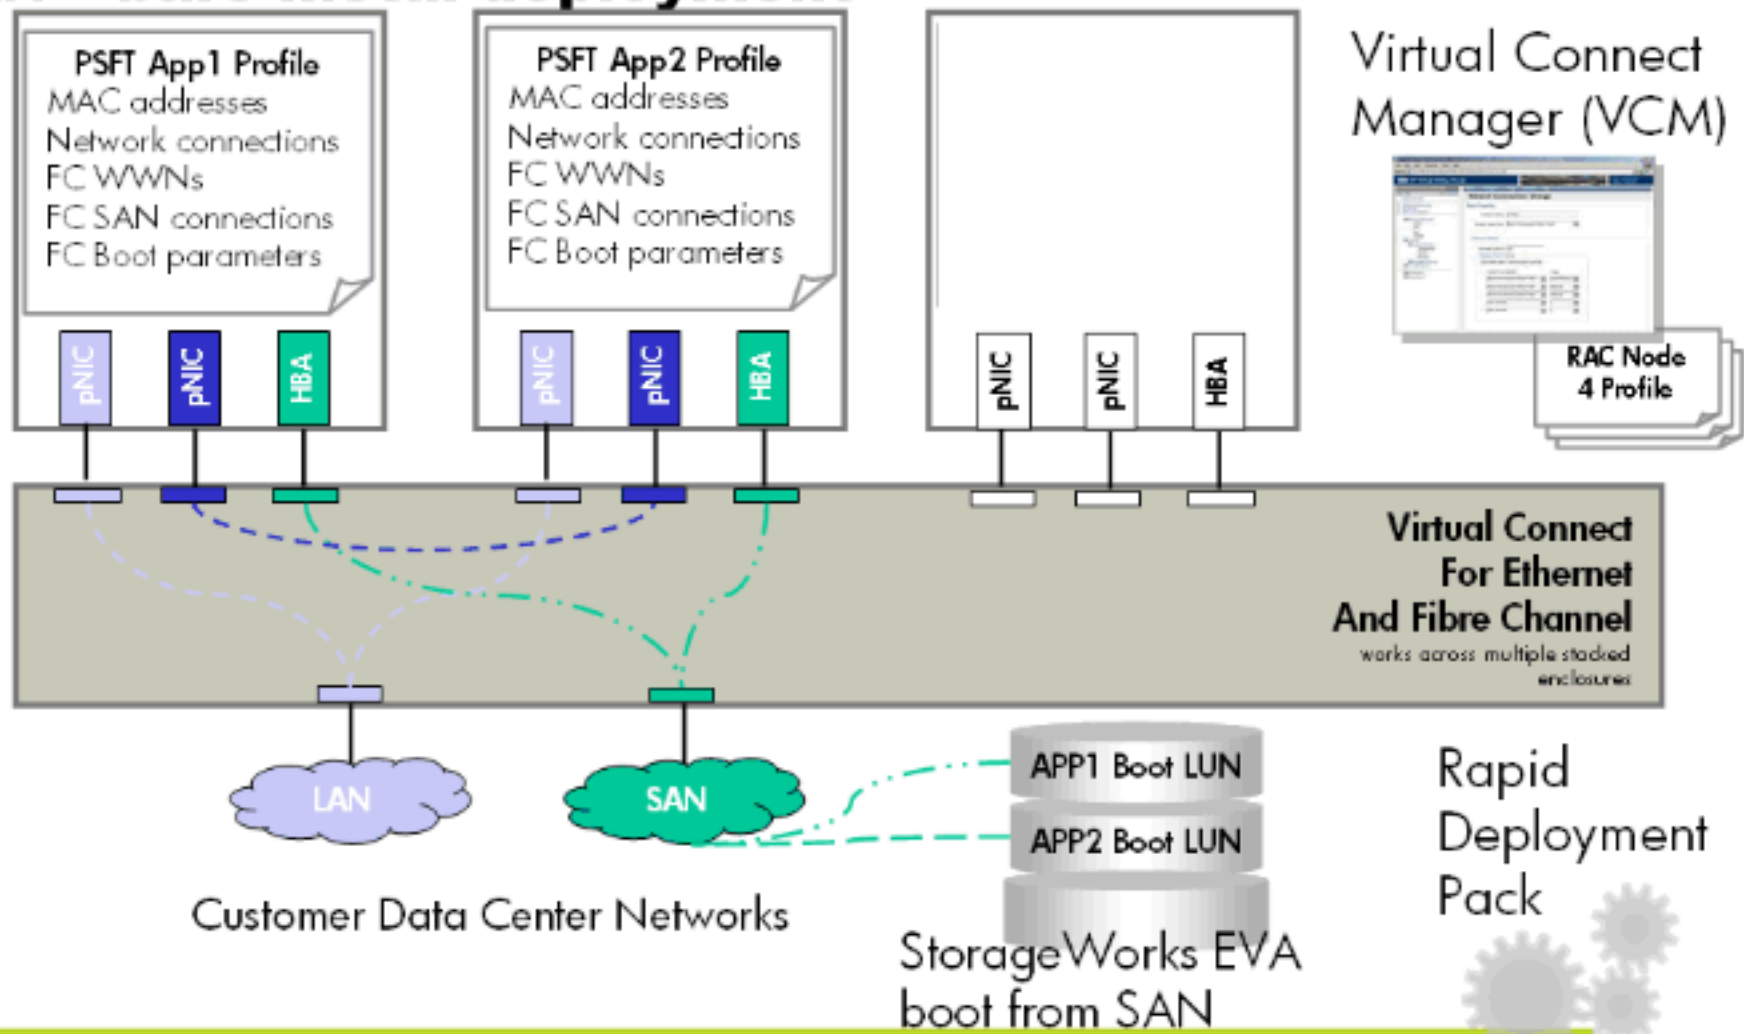 PSFT App1 Profile
MAC addresses
Network connections
FC WWNs
FC SAN connections
FC Boot parameters
pNIC
pNIC
HBA
PSFT App2 Profile
MAC addresses
Network connections
FC WWNs
FC SAN connections
FC Boot parameters
pNIC
pNIC
HBA
pNIC
pNIC
HBA
Virtual Connect
Manager (VCM)
RAC Node
4 Profile
Virtual Connect
For Ethernet
And Fibre Channel
works across multiple stacked
enclosures
LAN
SAN
Customer Data Center Networks
APP1 Boot LUN
APP2 Boot LUN
StorageWorks EVA
boot from SAN
Rapid
Deployment
Pack